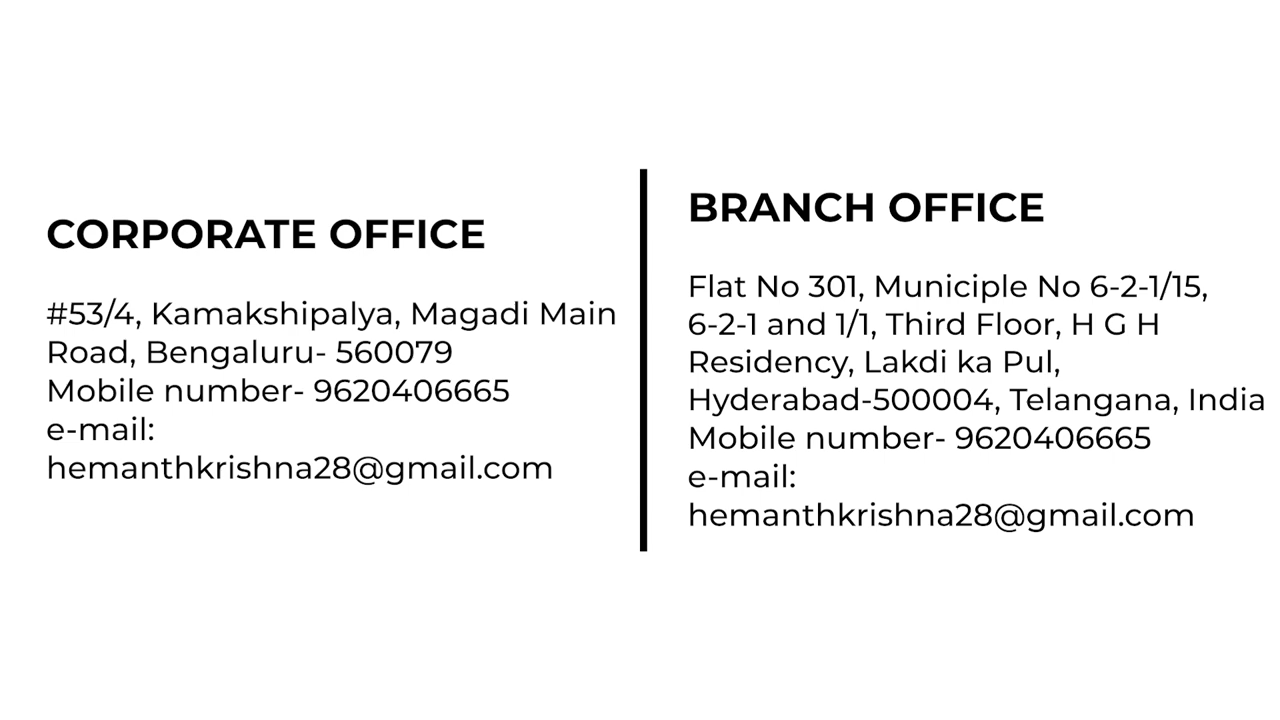 CORPORATE OFFICE
#53/4, Kamakshipalya, Magadi Main
Road, Bengaluru- 560079
Mobile number- 9620406665
e-mail:
hemanthkrishna28@gmail.com
BRANCH OFFICE
Flat No 301, Municiple No 6-2-1/15,
6-2-1 and 1/1, Third Floor, H G H
Residency, Lakdi ka Pul,
Hyderabad-500004, Telangana, India
Mobile number- 9620406665
e-mail:
hemanthkrishna28@gmail.com